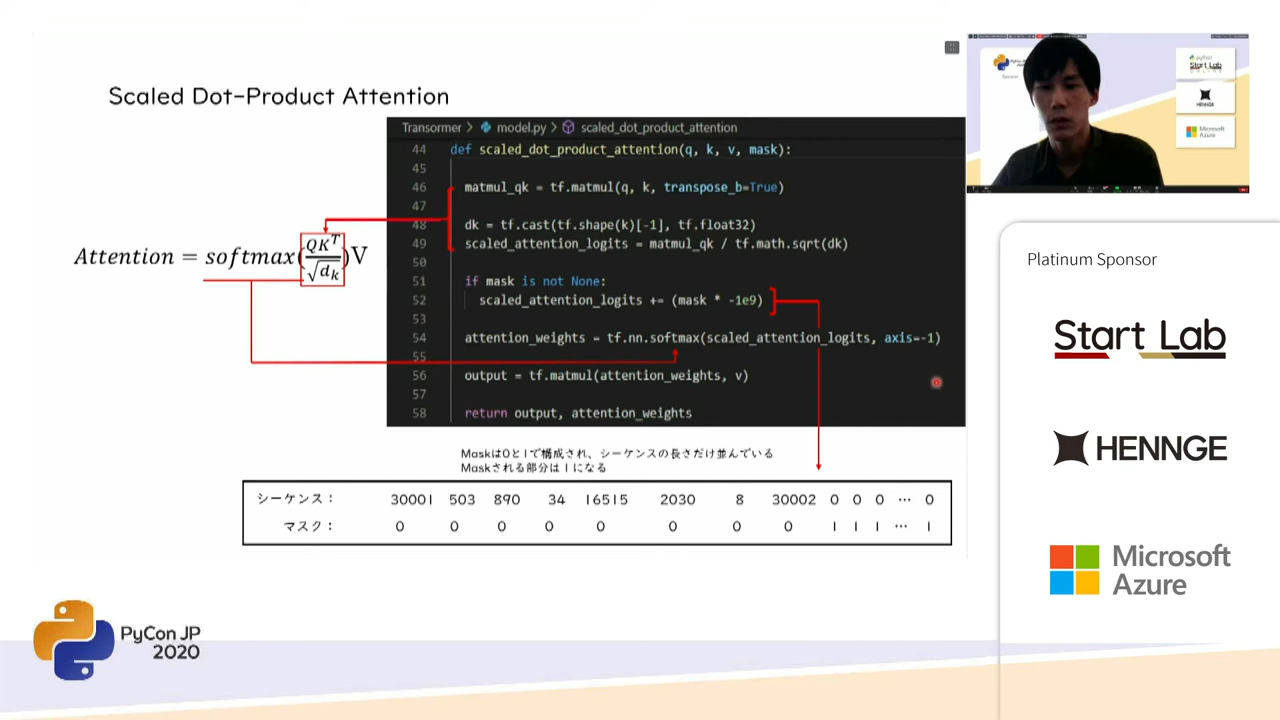 Scaled Dot-Product Attention
Attention = softmax(QK^T/√d_k)V
Transormer > model.py > scaled_dot_product_attention
44 def scaled_dot_product_attention(q, k, v, mask):
45
46 matmul_qk = tf.matmul(q, k, transpose_b=True)
47
48 dk = tf.cast(tf.shape(k)[-1], tf.float32)
49 scaled_attention_logits = matmul_qk / tf.math.sqrt(dk)
50
51 if mask is not None:
52 scaled_attention_logits += (mask * -1e9)
53
54 attention_weights = tf.nn.softmax(scaled_attention_logits, axis=-1)
55
56 output = tf.matmul(attention_weights, v)
57
58 return output, attention_weights
Maskは0と1で構成され、シーケンスの長さだけ並んでいる
Maskされる部分は1になる
シーケンス： 30001 503 890 34 16515 2030 8 30002 0 0 0 … 0
マスク： 0 0 0 0 0 0 0 0 1 1 1 … 1
python
Start Lab
ONLINE
HENNGE
Microsoft
Azure
Platinum Sponsor
Start Lab
HENNGE
Microsoft
Azure
PyCon JP
2020